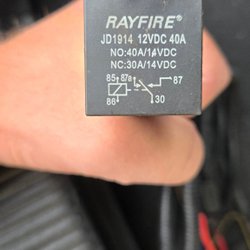 RAYFIRE®
JD1914 12VDC 40A
NO:40A/14VDC
NC:30A/14VDC
85 87a 87
86 30